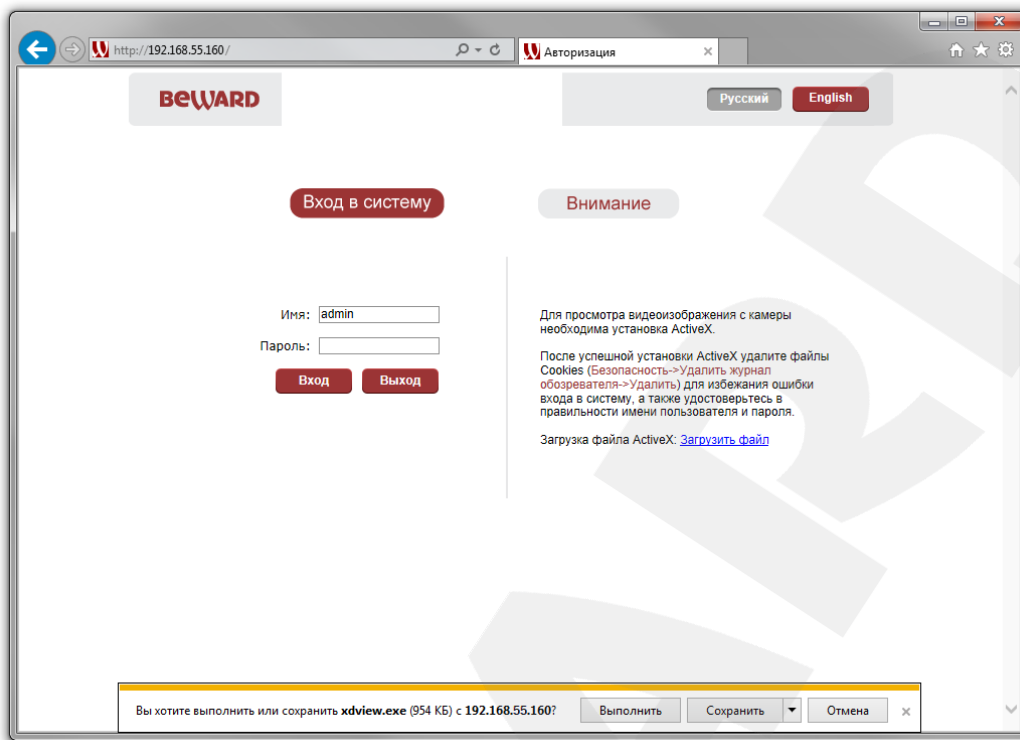 http://192.168.55.160/
Авторизация
BEWARD
Русский
English
Вход в систему
Внимание
Имя: admin
Пароль:
Вход
Выход
Для просмотра видеоизображения с камеры
необходима установка ActiveX.
После успешной установки ActiveX удалите файлы
Cookies (Безопасность->Удалить журнал
обозревателя->Удалить) для избежания ошибки
входа в систему, а также удостоверьтесь в
правильности имени пользователя и пароля.
Загрузка файла ActiveX: Загрузить файл
Вы хотите выполнить или сохранить xdview.exe (954 КБ) с 192.168.55.160?
Выполнить
Сохранить
Отмена